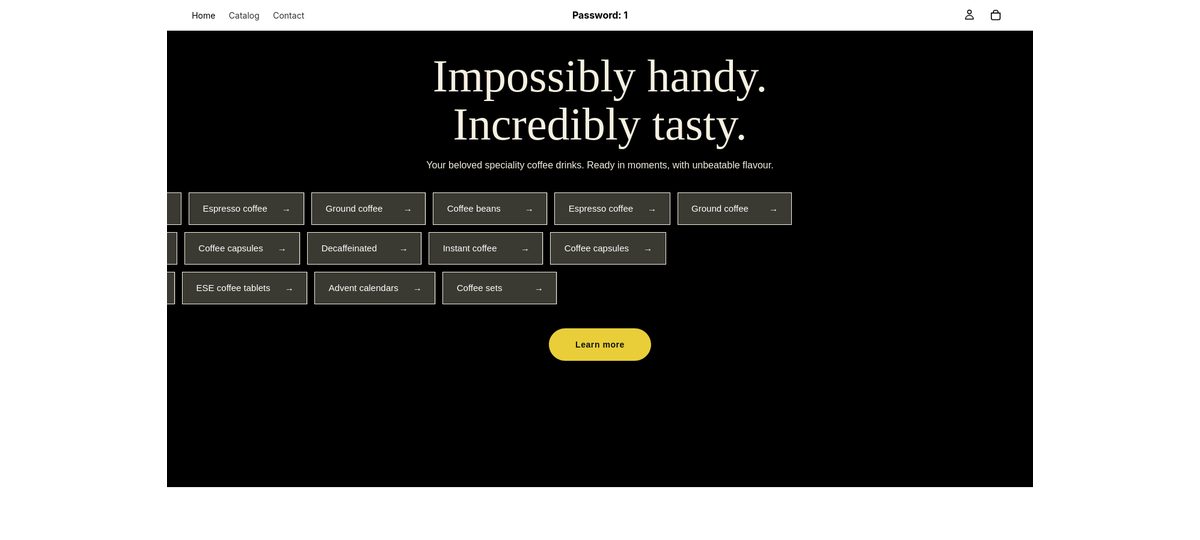 Home Catalog Contact Password: 1
Impossibly handy.
Incredibly tasty.
Your beloved speciality coffee drinks. Ready in moments, with unbeatable flavour.
Espresso coffee → Ground coffee → Coffee beans → Espresso coffee → Ground coffee →
Coffee capsules → Decaffeinated → Instant coffee → Coffee capsules →
ESE coffee tablets → Advent calendars → Coffee sets →
Learn more